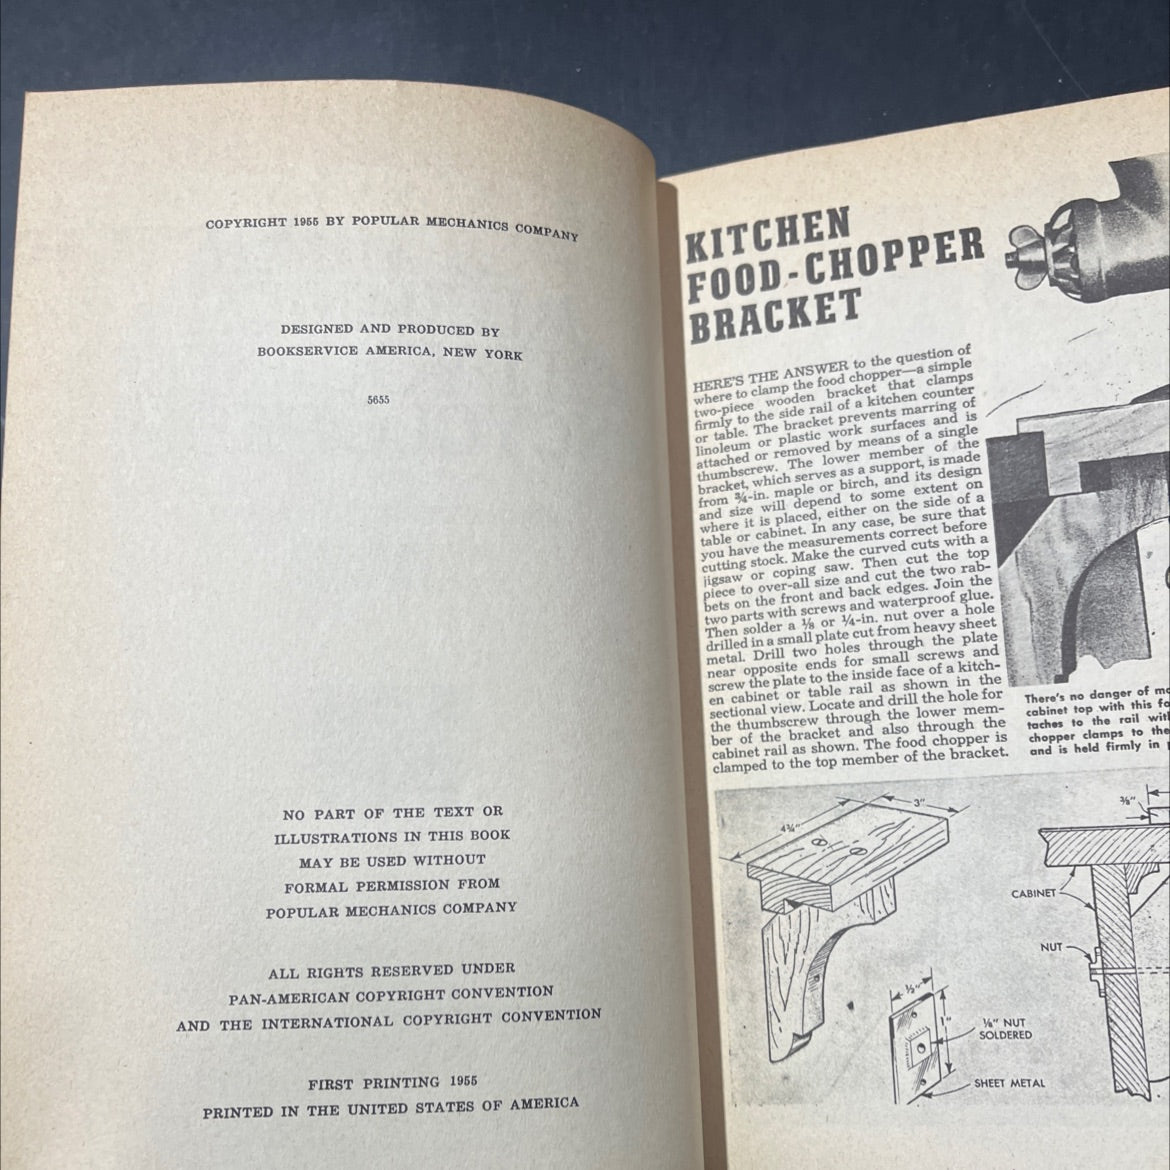 COPYRIGHT 1955 BY POPULAR MECHANICS COMPANY
DESIGNED AND PRODUCED BY
BOOKSERVICE AMERICA, NEW YORK
5655
NO PART OF THE TEXT OR
ILLUSTRATIONS IN THIS BOOK
MAY BE USED WITHOUT
FORMAL PERMISSION FROM
POPULAR MECHANICS COMPANY
ALL RIGHTS RESERVED UNDER
PAN-AMERICAN COPYRIGHT CONVENTION
AND THE INTERNATIONAL COPYRIGHT CONVENTION
FIRST PRINTING 1955
PRINTED IN THE UNITED STATES OF AMERICA
KITCHEN
FOOD-CHOPPER
BRACKET
HERE'S THE ANSWER to the question of
where to clamp the food chopper—a simple
two-piece wooden bracket that clamps
firmly to the side rail of a kitchen counter
or table. The bracket prevents marring of
linoleum or plastic work surfaces and is
attached or removed by means of a single
thumbscrew. The lower member of the
bracket, which serves as a support, is made
from ¾-in. maple or birch, and its design
and size will depend to some extent on
where it is placed, either on the side of a
table or cabinet. In any case, be sure that
you have the measurements correct before
cutting stock. Make the curved cuts with a
jigsaw or coping saw. Then cut the top
piece to over-all size and cut the two rab-
bets on the front and back edges. Join the
two parts with screws and waterproof glue.
Then solder a ⅛ or ¼-in. nut over a hole
drilled in a small plate cut from heavy sheet
metal. Drill two holes through the plate
near opposite ends for small screws and
screw the plate to the inside face of a kitch-
en cabinet or table rail as shown in the
sectional view. Locate and drill the hole for
the thumbscrew through the lower mem-
ber of the bracket and also through the
cabinet rail as shown. The food chopper is
clamped to the top member of the bracket.
There's no danger of
cabinet top with this
taches to the rail
chopper clamps to the
and is held firmly in
4¾"
3"
⅜"
CABINET
NUT
½"
1"
⅛" NUT
SOLDERED
SHEET METAL